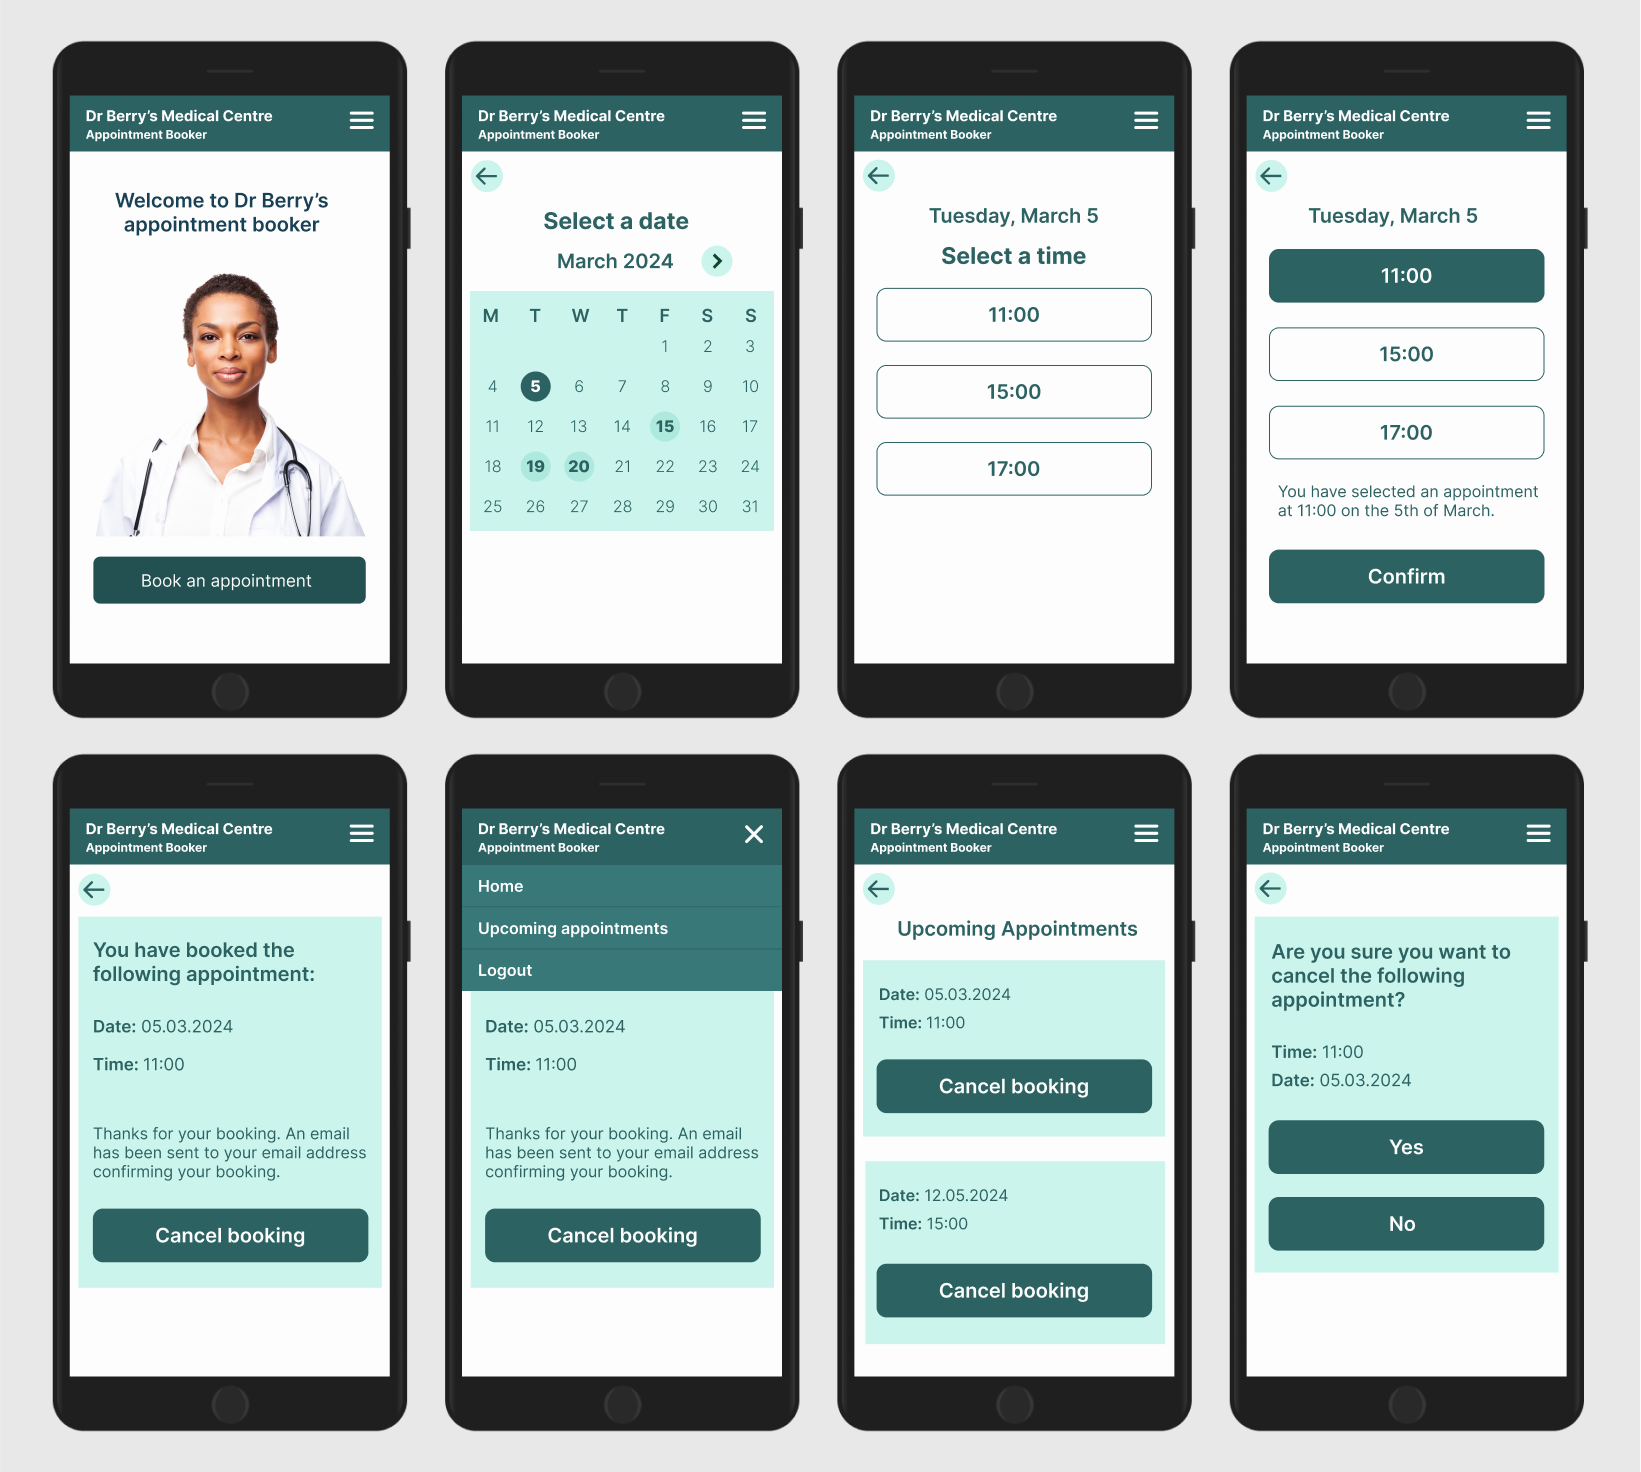 Dr Berry's Medical Centre
Appointment Booker
Welcome to Dr Berry's
appointment booker
Book an appointment
Dr Berry's Medical Centre
Appointment Booker
Select a date
March 2024
M T W T F S S
1 2 3
4 5 6 7 8 9 10
11 12 13 14 15 16 17
18 19 20 21 22 23 24
25 26 27 28 29 30 31
Dr Berry's Medical Centre
Appointment Booker
Tuesday, March 5
Select a time
11:00
15:00
17:00
Dr Berry's Medical Centre
Appointment Booker
Tuesday, March 5
11:00
15:00
17:00
You have selected an appointment
at 11:00 on the 5th of March.
Confirm
Dr Berry's Medical Centre
Appointment Booker
You have booked the
following appointment:
Date: 05.03.2024
Time: 11:00
Thanks for your booking. An email
has been sent to your email address
confirming your booking.
Cancel booking
Dr Berry's Medical Centre
Appointment Booker
Home
Upcoming appointments
Logout
Date: 05.03.2024
Time: 11:00
Thanks for your booking. An email
has been sent to your email address
confirming your booking.
Cancel booking
Dr Berry's Medical Centre
Appointment Booker
Upcoming Appointments
Date: 05.03.2024
Time: 11:00
Cancel booking
Date: 12.05.2024
Time: 15:00
Cancel booking
Dr Berry's Medical Centre
Appointment Booker
Are you sure you want to
cancel the following
appointment?
Time: 11:00
Date: 05.03.2024
Yes
No